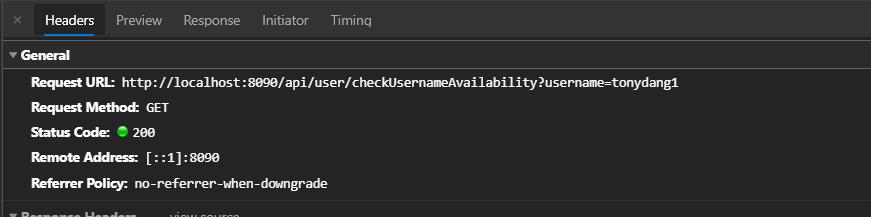 Headers Preview Response Initiator Timing
General
Request URL: http://localhost:8090/api/user/checkUsernameAvailability?username=tonydang1
Request Method: GET
Status Code: 200
Remote Address: [::1]:8090
Referrer Policy: no-referrer-when-downgrade
Response Headers view source